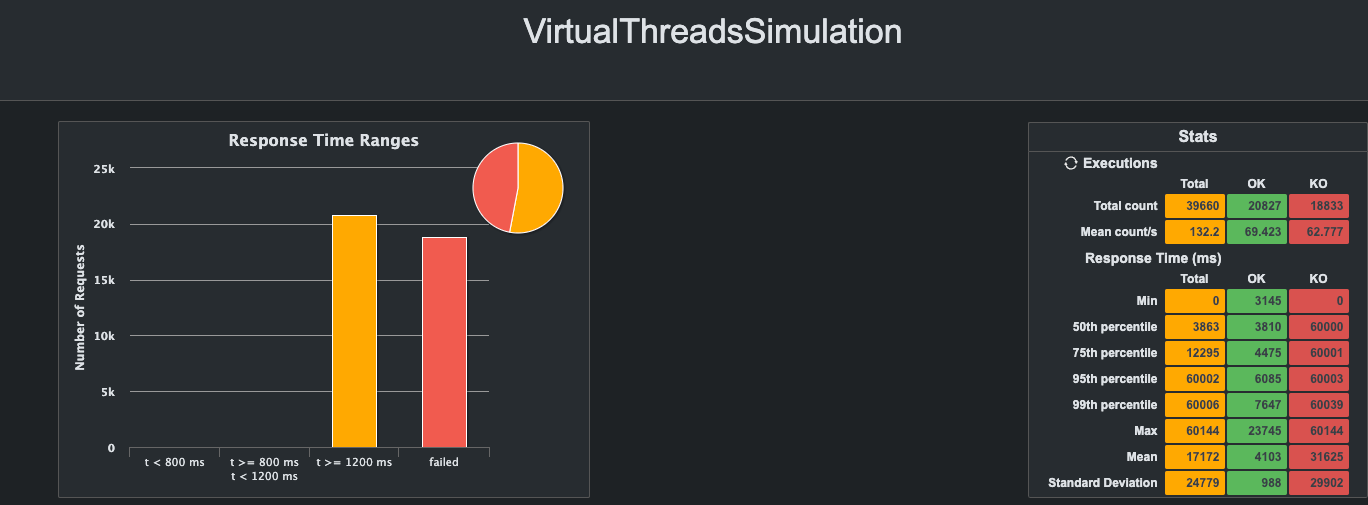 VirtualThreadsSimulation
Response Time Ranges
Number of Requests
25k
20k
15k
10k
5k
0
t < 800 ms
t >= 800 ms
t < 1200 ms
t >= 1200 ms
failed
Stats
Executions
Total OK KO
Total count 39660 20827 18833
Mean count/s 132.2 69.423 62.777
Response Time (ms)
Total OK KO
Min 0 3145 0
50th percentile 3863 3810 60000
75th percentile 12295 4475 60001
95th percentile 60002 6085 60003
99th percentile 60006 7647 60039
Max 60144 23745 60144
Mean 17172 4103 31625
Standard Deviation 24779 988 29902